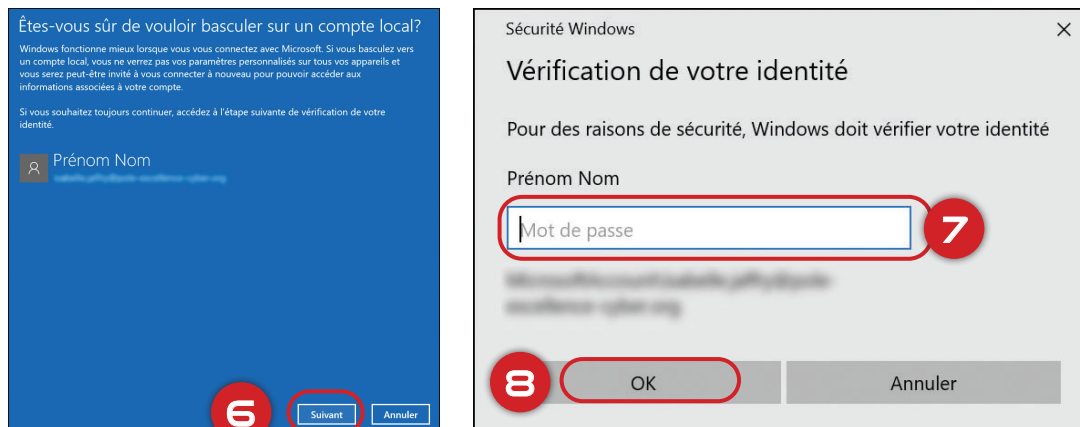 Êtes-vous sûr de vouloir basculer sur un compte local?
Windows fonctionne mieux lorsque vous vous connectez avec Microsoft. Si vous basculez vers
un compte local, vous ne verrez pas vos paramètres personnalisés sur tous vos appareils et
vous serez peut-être invité à vous connecter à nouveau pour pouvoir accéder aux
informations associées à votre compte.
Si vous souhaitez toujours continuer, accédez à l'étape suivante de vérification de votre
identité.
Prénom Nom
6
Suivant
Annuler
Sécurité Windows
Vérification de votre identité
Pour des raisons de sécurité, Windows doit vérifier votre identité
Prénom Nom
Mot de passe
7
8
OK
Annuler